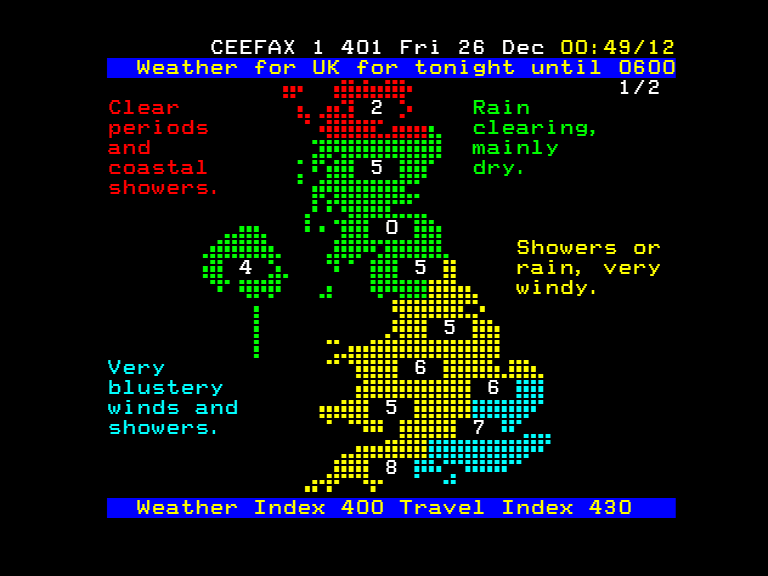 CEEFAX 1 401 Fri 26 Dec 00:49/12
Weather for UK for tonight until 0600
1/2
Clear
periods
and
coastal
showers.
Rain
clearing,
mainly
dry.
2
5
0
4
5
Showers or
rain, very
windy.
5
6
6
5
7
8
Very
blustery
winds and
showers.
Weather Index 400 Travel Index 430